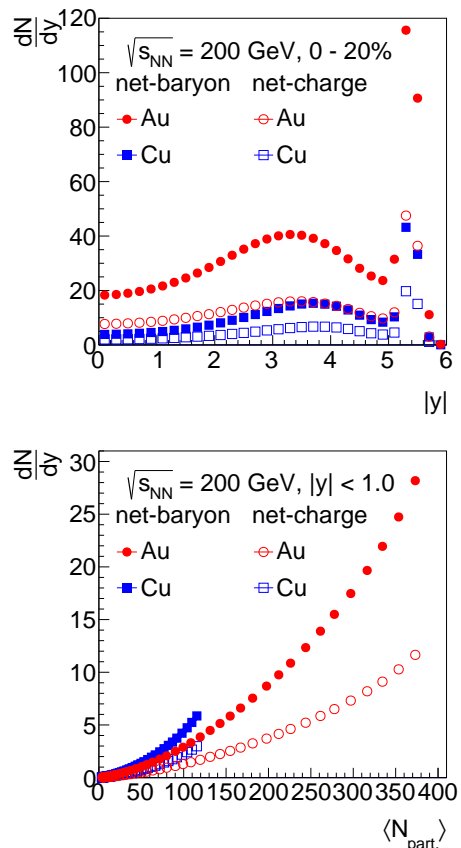 dN/dy
120
100
80
60
40
20
0
√s_NN = 200 GeV, 0 - 20%
net-baryon net-charge
Au Au
Cu Cu
0 1 2 3 4 5 6
|y|
dN/dy
30
25
20
15
10
5
0
√s_NN = 200 GeV, |y| < 1.0
net-baryon net-charge
Au Au
Cu Cu
0 50 100 150 200 250 300 350 400
⟨N_part.⟩